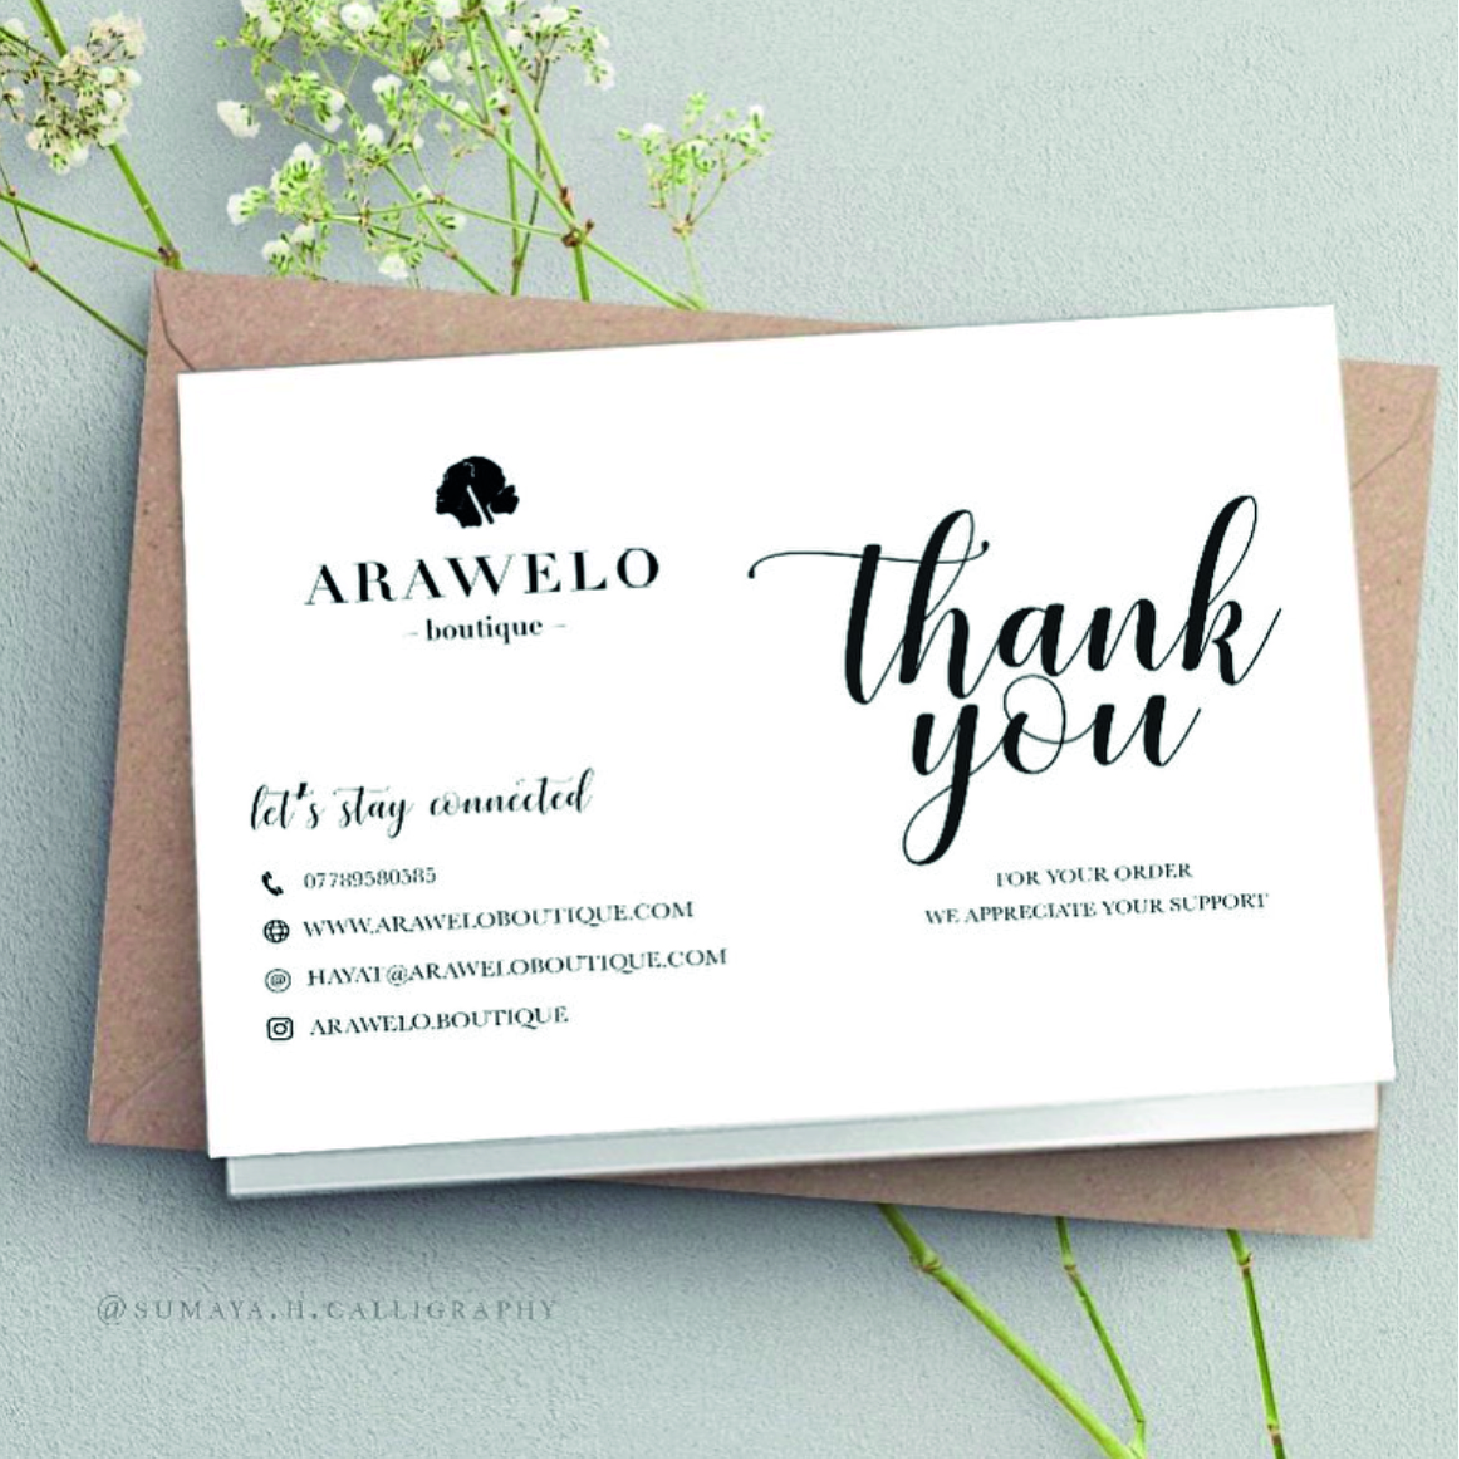 ARAWELO
- boutique -
let's stay connected
07789580585
WWW.ARAWELOBOUTIQUE.COM
HAYAT@ARAWELOBOUTIQUE.COM
ARAWELO.BOUTIQUE
thank
you
FOR YOUR ORDER
WE APPRECIATE YOUR SUPPORT
@SUMAYA.H.CALLIGRAPHY